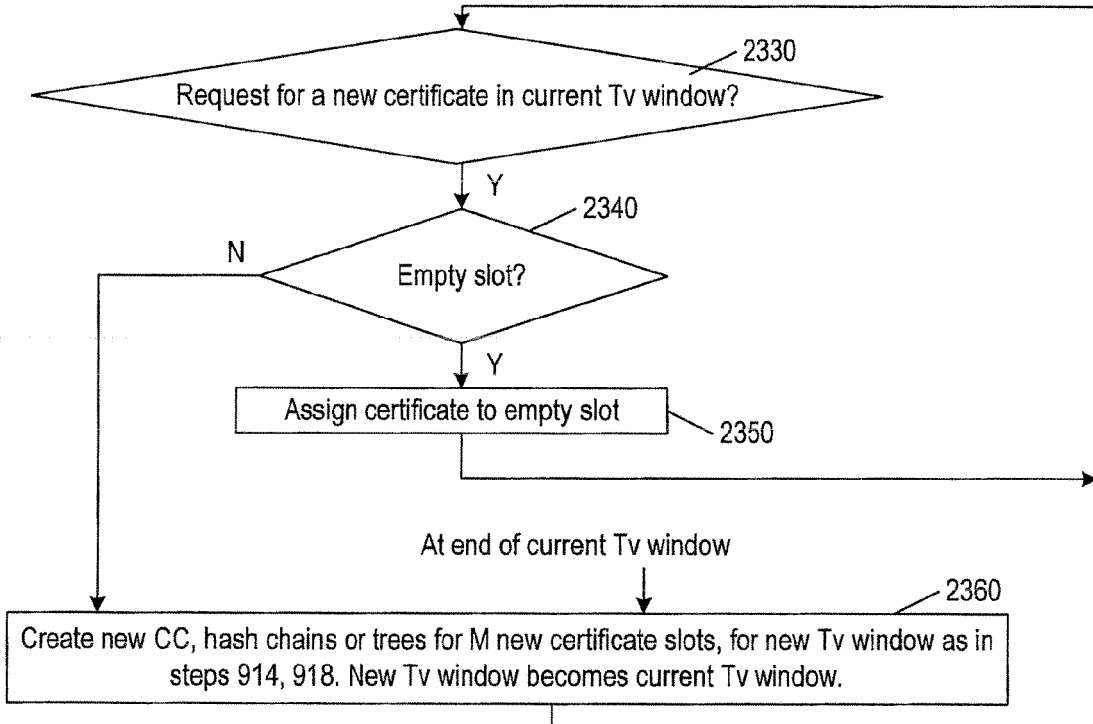 2330
Request for a new certificate in current Tv window?
Y
2340
N
Empty slot?
Y
Assign certificate to empty slot
2350
At end of current Tv window
2360
Create new CC, hash chains or trees for M new certificate slots, for new Tv window as in
steps 914, 918. New Tv window becomes current Tv window.